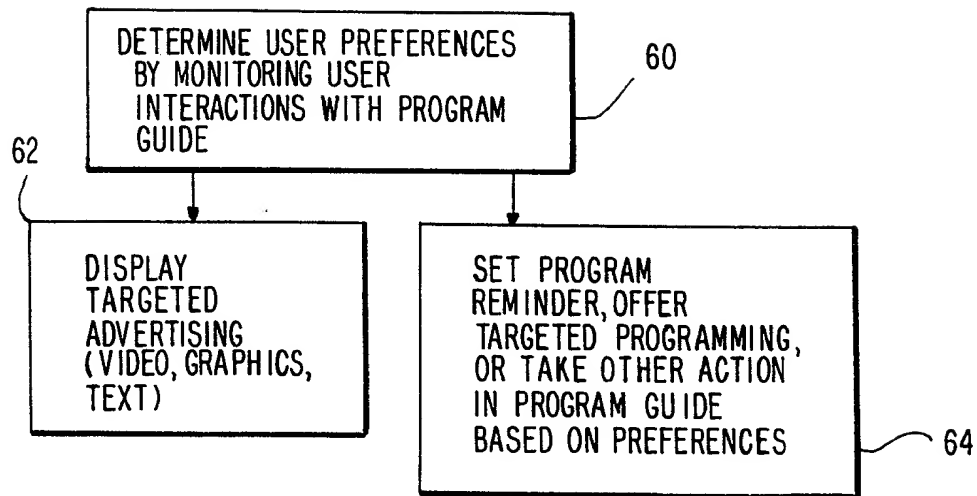 DETERMINE USER PREFERENCES
BY MONITORING USER
INTERACTIONS WITH PROGRAM
GUIDE
60
62
DISPLAY
TARGETED
ADVERTISING
(VIDEO, GRAPHICS,
TEXT)
SET PROGRAM
REMINDER, OFFER
TARGETED PROGRAMMING,
OR TAKE OTHER ACTION
IN PROGRAM GUIDE
BASED ON PREFERENCES
64